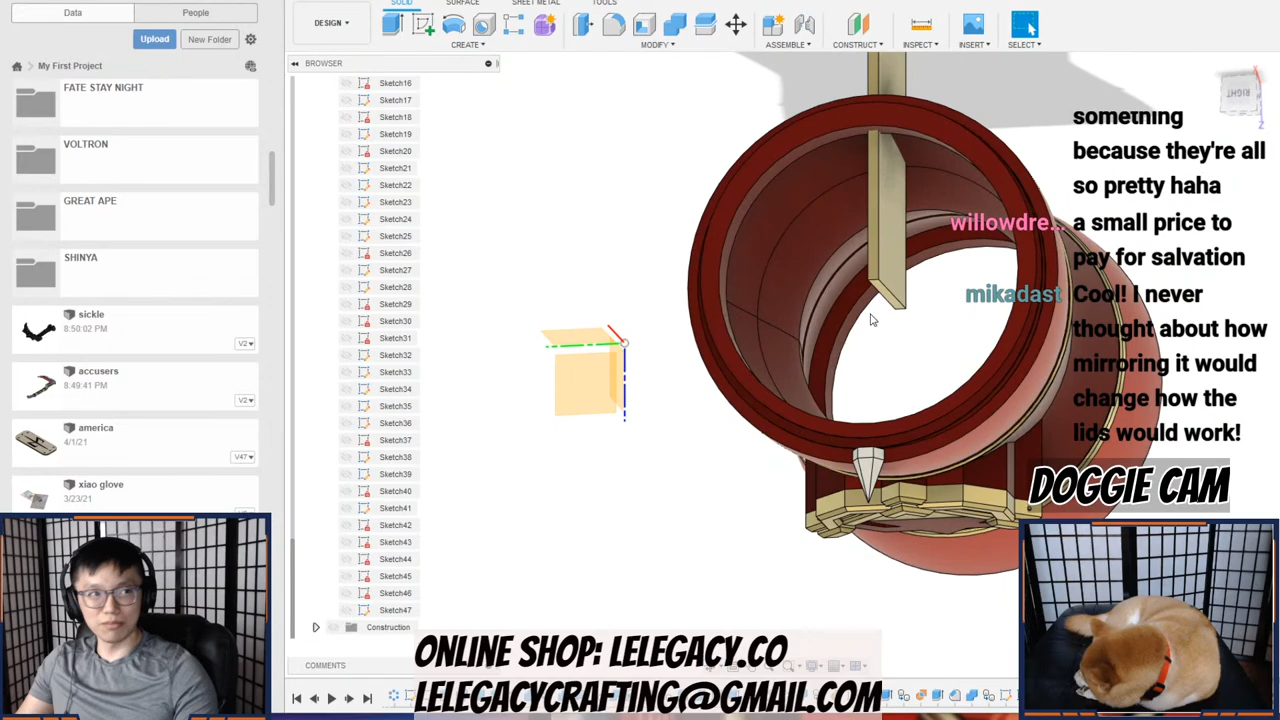 Data People
Upload New Folder
My First Project
FATE STAY NIGHT
VOLTRON
GREAT APE
SHINYA
sickle
8:50:02 PM
V2
accusers
8:49:41 PM
V2
america
4/1/21
V47
xiao glove
3/23/21
SOLID SURFACE SHEET METAL TOOLS
DESIGN
CREATE MODIFY ASSEMBLE CONSTRUCT INSPECT INSERT SELECT
BROWSER
Sketch16
Sketch17
Sketch18
Sketch19
Sketch20
Sketch21
Sketch22
Sketch23
Sketch24
Sketch25
Sketch26
Sketch27
Sketch28
Sketch29
Sketch30
Sketch31
Sketch32
Sketch33
Sketch34
Sketch35
Sketch36
Sketch37
Sketch38
Sketch39
Sketch40
Sketch41
Sketch42
Sketch43
Sketch44
Sketch45
Sketch46
Sketch47
Construction
COMMENTS
RIGHT
Z
something
because they're all
so pretty haha
willowdre... a small price to
pay for salvation
mikadast Cool! I never
thought about how
mirroring it would
change how the
lids would work!
DOGGIE CAM
ONLINE SHOP: LELEGACY.CO
LELEGACYCRAFTING@GMAIL.COM